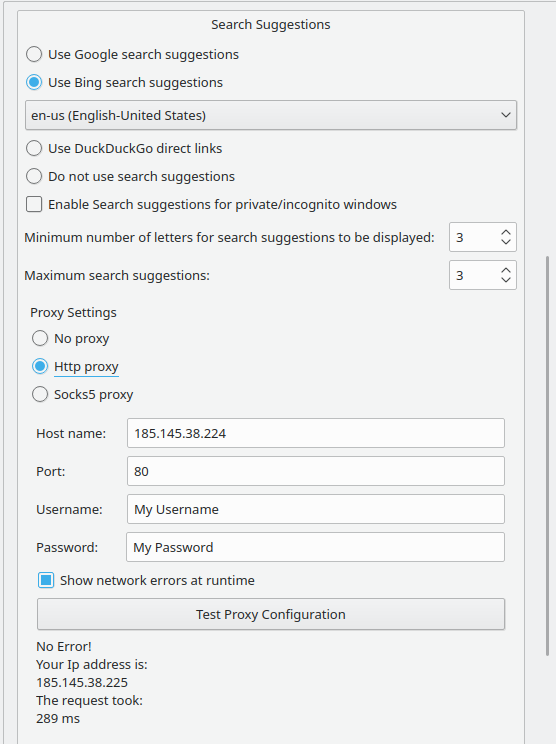 Search Suggestions
Use Google search suggestions
Use Bing search suggestions
en-us (English-United States)
Use DuckDuckGo direct links
Do not use search suggestions
Enable Search suggestions for private/incognito windows
Minimum number of letters for search suggestions to be displayed: 3
Maximum search suggestions: 3
Proxy Settings
No proxy
Http proxy
Socks5 proxy
Host name: 185.145.38.224
Port: 80
Username: My Username
Password: My Password
Show network errors at runtime
Test Proxy Configuration
No Error!
Your Ip address is:
185.145.38.225
The request took:
289 ms